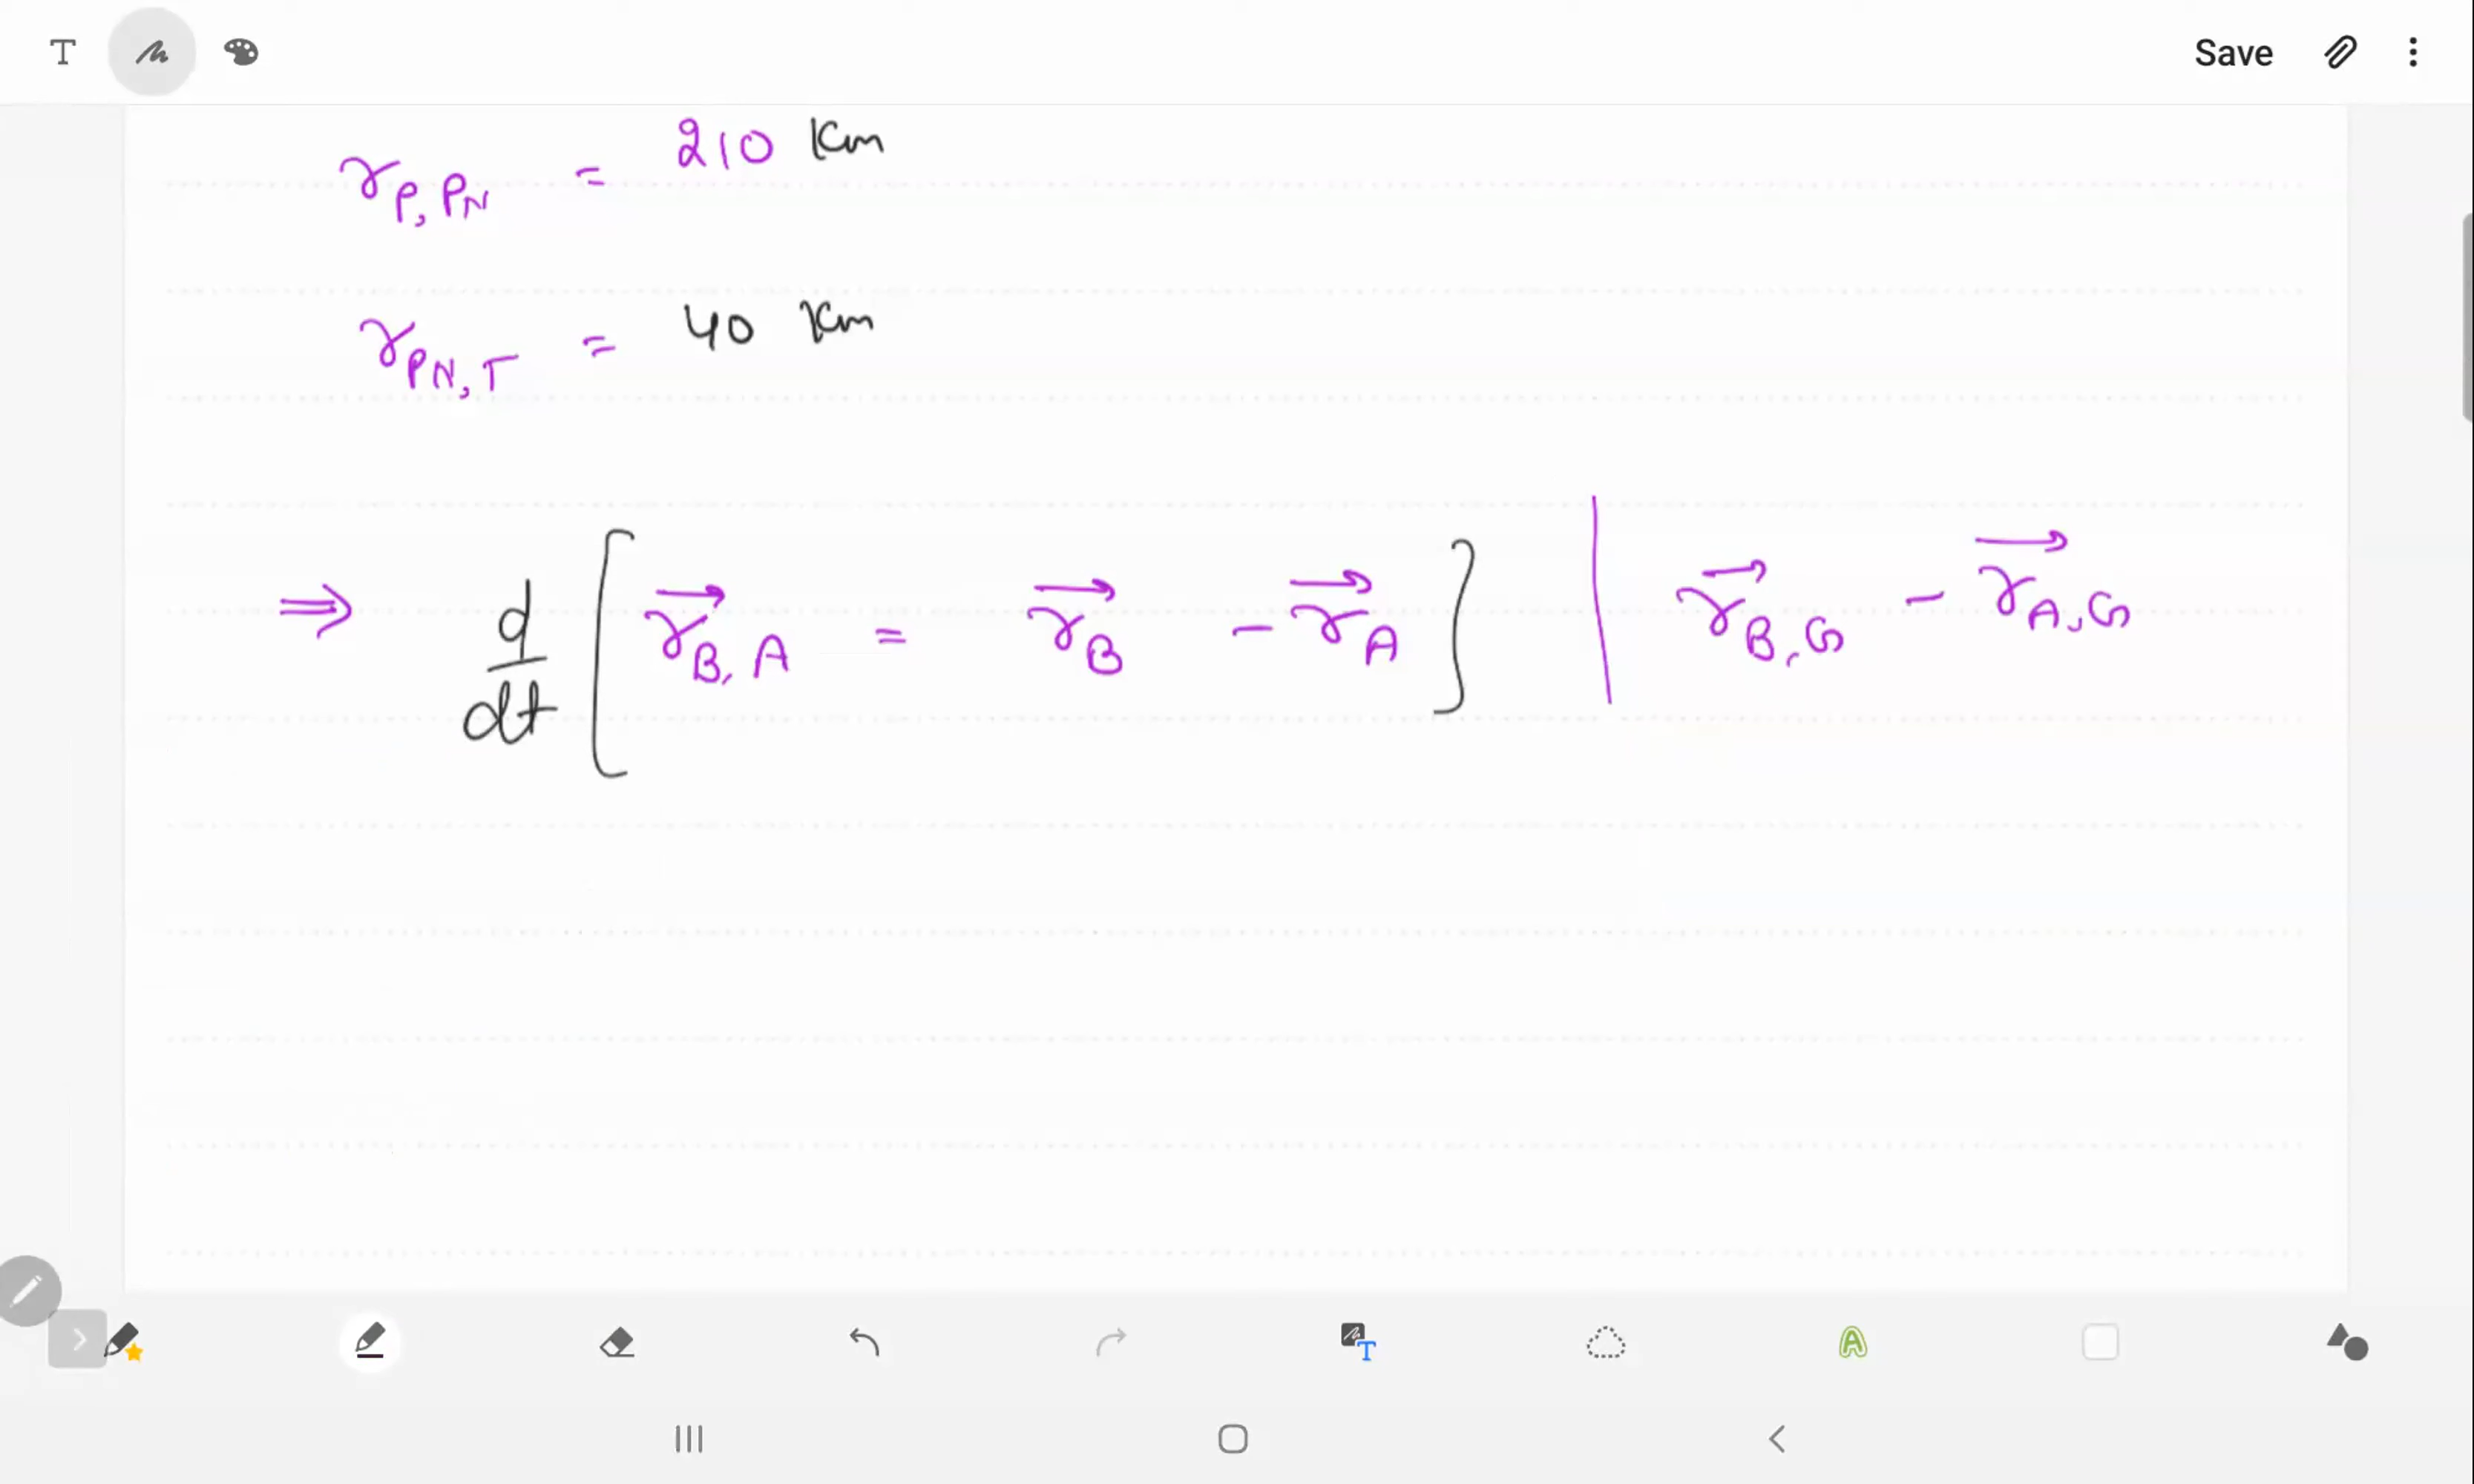 T Save
r_{P, PN} = 210 Km
r_{PN, T} = 40 Km
⇒ d/dt [ \vec{r}_{B, A} = \vec{r}_B - \vec{r}_A ] | \vec{r}_{B, G} - \vec{r}_{A, G}
T A